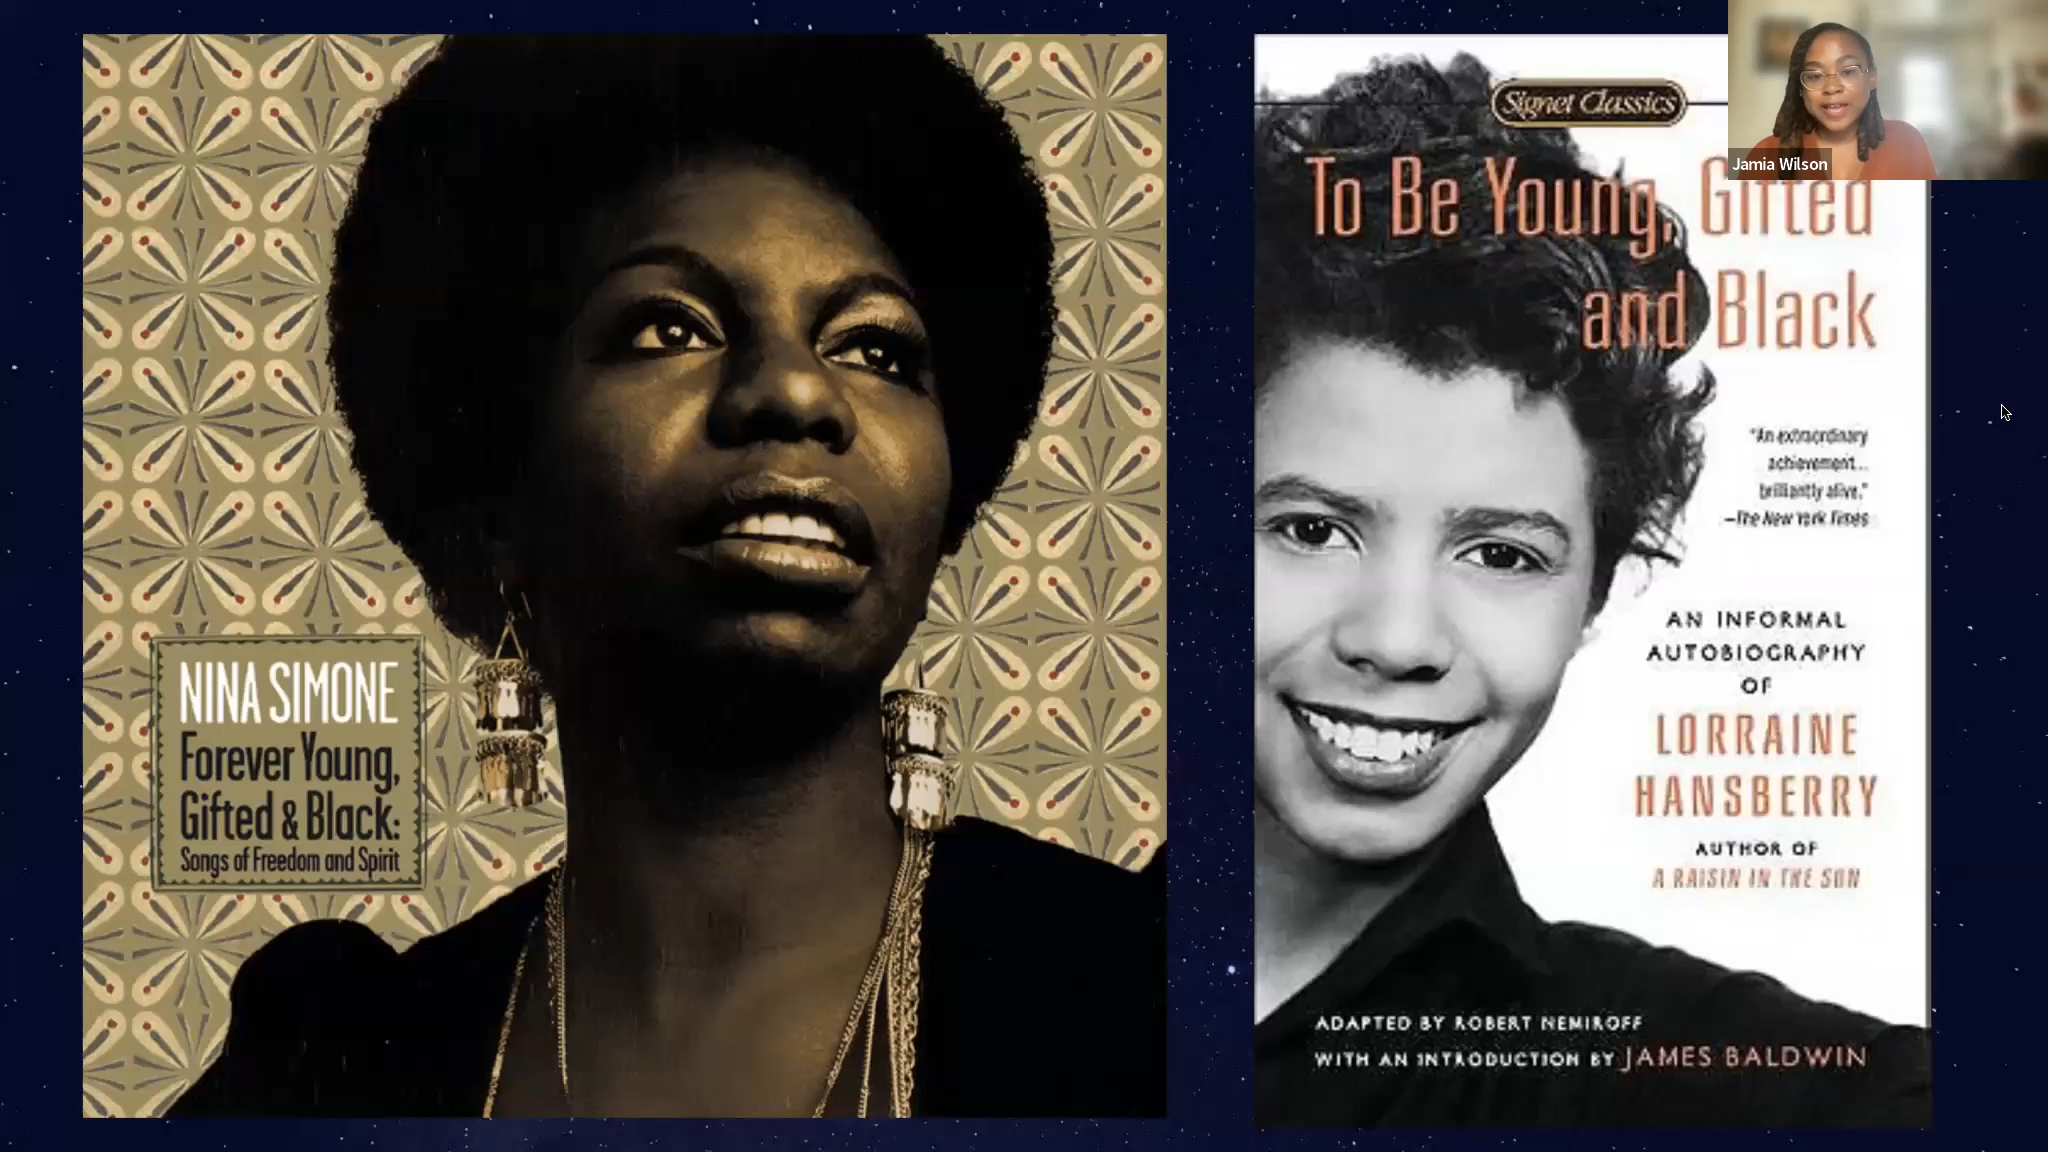 NINA SIMONE
Forever Young,
Gifted & Black:
Songs of Freedom and Spirit
Signet Classics
To Be Young, Gifted
and Black
"An extraordinary
achievement...
brilliantly alive."
—The New York Times
AN INFORMAL
AUTOBIOGRAPHY
OF
LORRAINE
HANSBERRY
AUTHOR OF
A RAISIN IN THE SUN
ADAPTED BY ROBERT NEMIROFF
WITH AN INTRODUCTION BY JAMES BALDWIN
Jamia Wilson